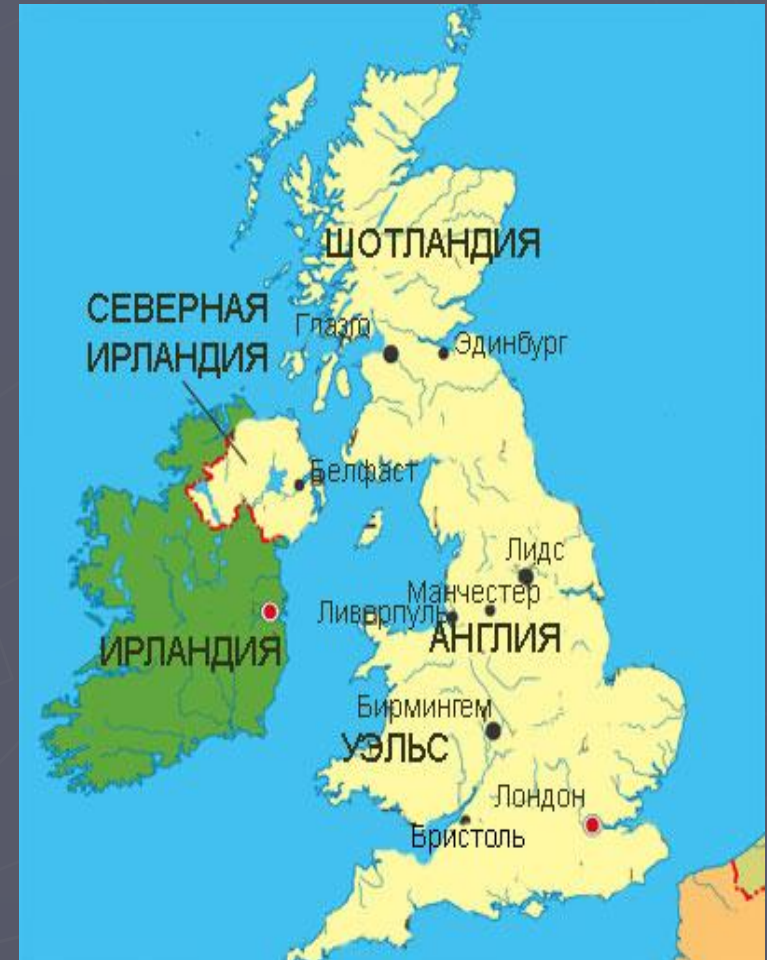 ШОТЛАНДИЯ
СЕВЕРНАЯ
ИРЛАНДИЯ
Глазго
Эдинбург
Белфаст
Лидс
Манчестер
Ливерпуль
АНГЛИЯ
ИРЛАНДИЯ
Бирмингем
УЭЛЬС
Лондон
Бристоль